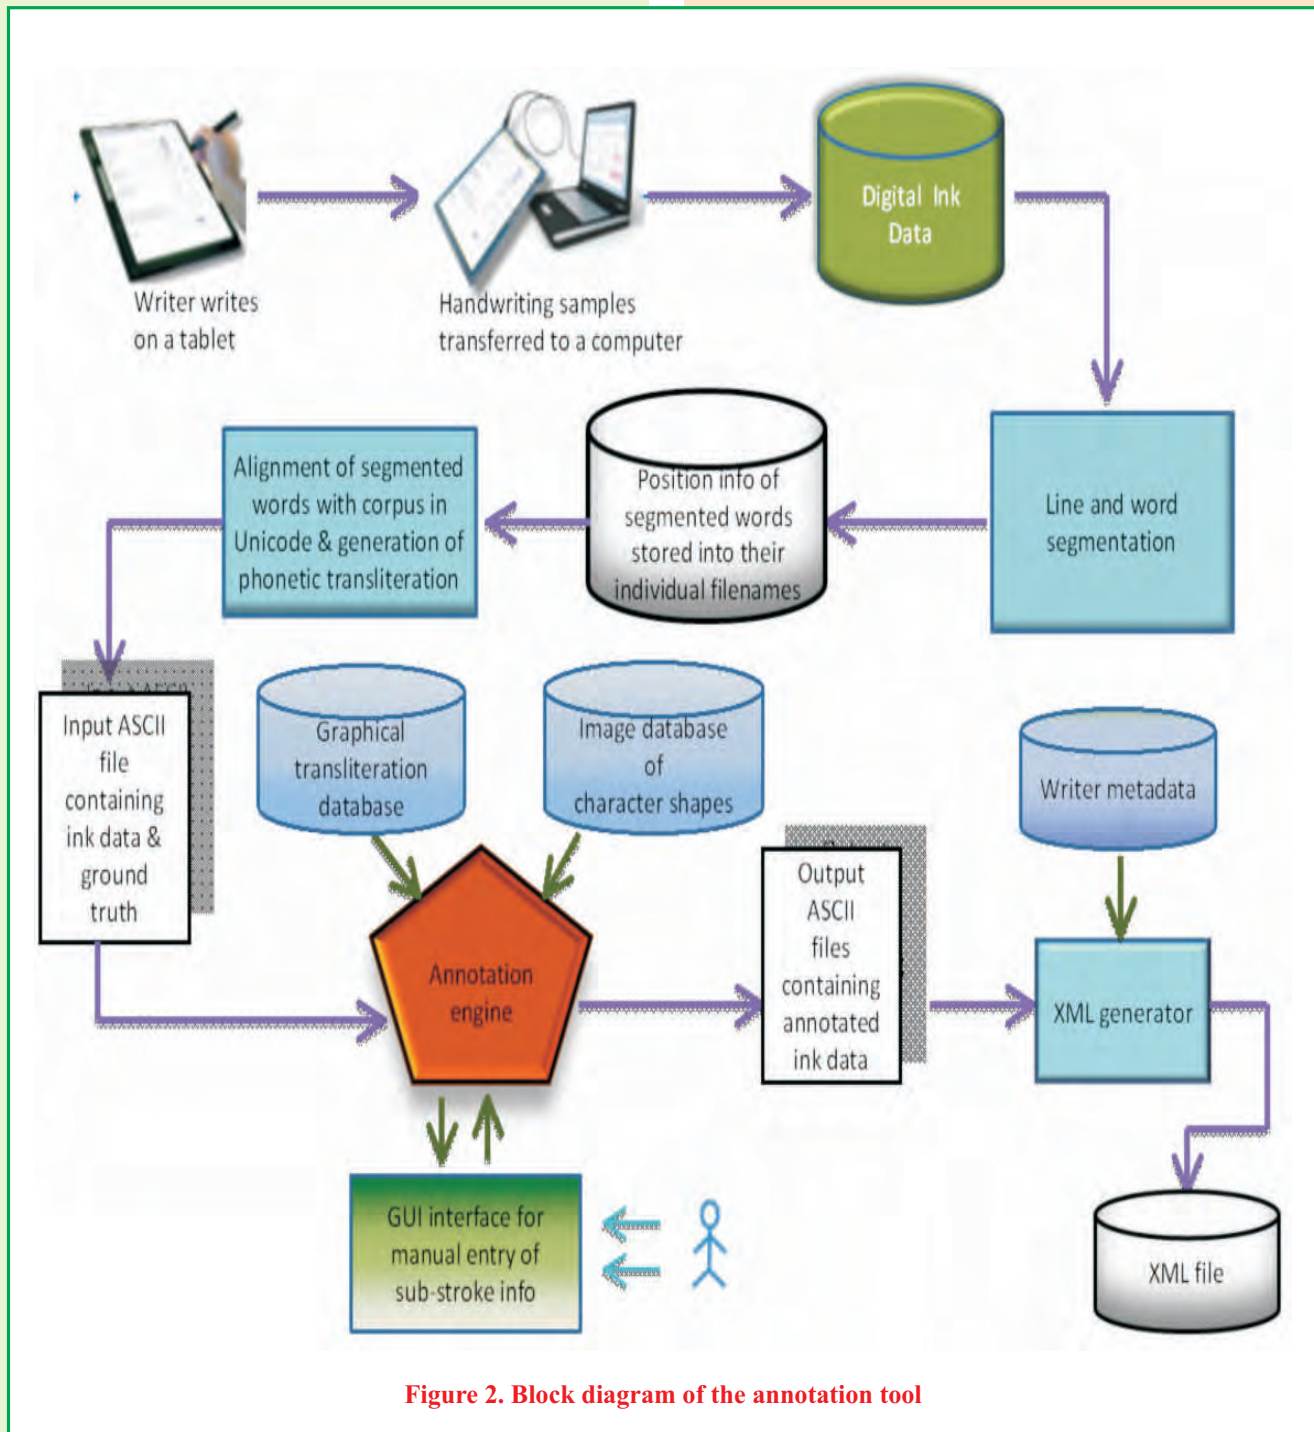 Writer writes
on a tablet
Handwriting samples
transferred to a computer
Digital Ink
Data
Line and word
segmentation
Position info of
segmented words
stored into their
individual filenames
Alignment of segmented
words with corpus in
Unicode & generation of
phonetic transliteration
Input ASCII
file
containing
ink data &
ground
truth
Graphical
transliteration
database
Image database
of
character shapes
Annotation
engine
GUI interface for
manual entry of
sub-stroke info
Output
ASCII
files
containing
annotated
ink data
Writer metadata
XML generator
XML file
Figure 2. Block diagram of the annotation tool